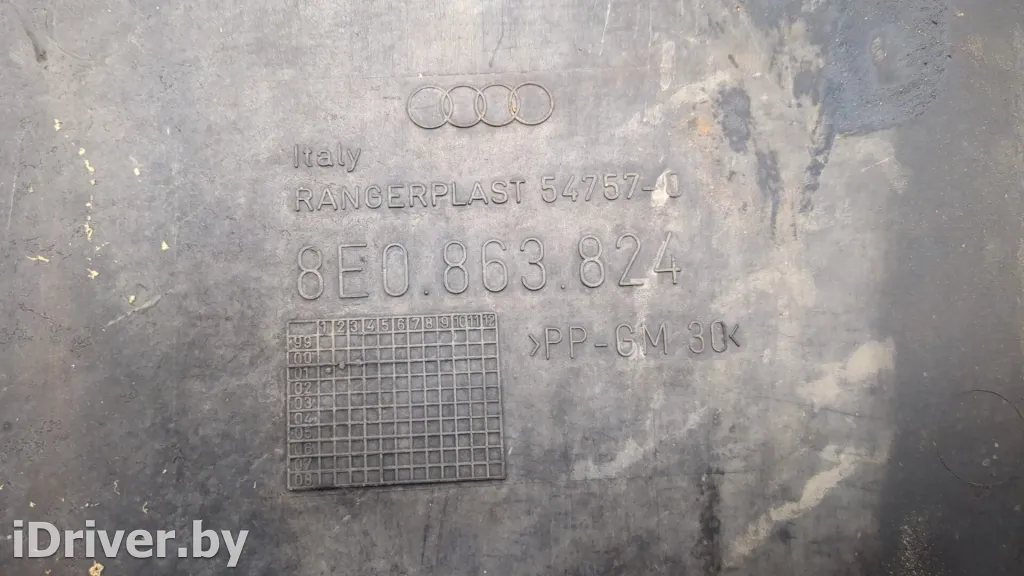 Italy
RANGERPLAST 54757-0
8E0.863.824
1 2 3 4 5 6 7 8 9 10 11 12
99
00
01
02
03
04
05
06
07
08
>PP-GM 30<
iDriver.by